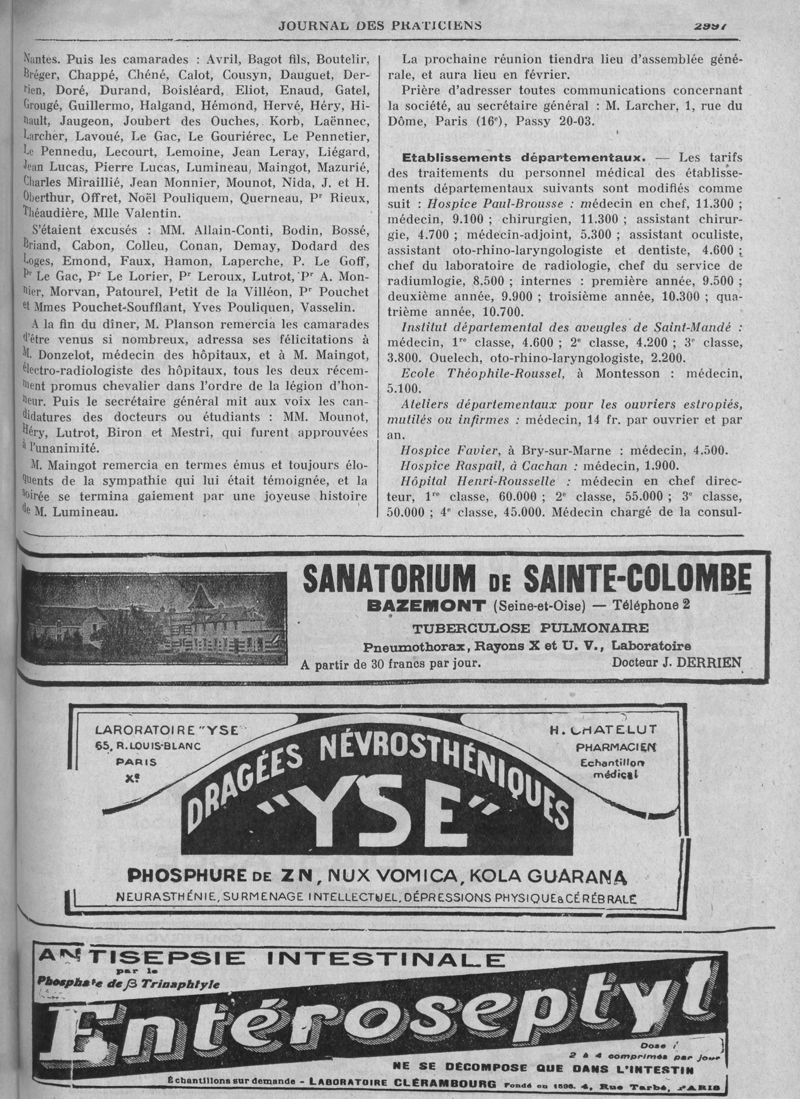 JOURNAL DES PRATICIENS
Nantes. Puis les camarades : Avril, Bagot fils, Boutelir,
Bréger, Chappé, Chéné, Calot, Cousyn, Dauguet, Der-
rien, Doré, Durand, Boisléard, Eliot, Enaud, Gatel,
Grougé, Guillermo, Halgand, Hémond, Hervé, Héry, Hi-
nault, Jaugeon, Joubert des Ouches, Korb, Laënnec,
Larcher, Lavoué, Le Gac, Le Gouriérec, Le Pennetier,
Le Pennedu, Lecourt, Lemoine, Jean Leray, Liégard,
Jean Lucas, Pierre Lucas, Lumineau, Maingot, Mazurié,
Charles Miraillié, Jean Monnier, Mounot, Nida, J. et H.
Oberthur, Offret, Noël Pouliquem, Querneau, Pr Rieux,
Théaudière, Mlle Valentin.
S'étaient excusés : MM. Allain-Conti, Bodin, Bossé,
Briand, Cabon, Colleu, Conan, Demay, Dodard des
Loges, Emond, Faux, Hamon, Laperche, P. Le Goff,
Pr Le Gac, Pr Le Lorier, Pr Leroux, Lutrot, Pr A. Mon-
nier, Morvan, Patourel, Petit de la Villéon, Pr Pouchet
et Mmes Pouchet-Soufflant, Yves Pouliquen, Vasselin.
A la fin du dîner, M. Planson remercia les camarades
d'être venus si nombreux, adressa ses félicitations à
M. Donzelot, médecin des hôpitaux, et à M. Maingot,
électro-radiologiste des hôpitaux, tous les deux récem-
ment promus chevalier dans l'ordre de la légion d'hon-
neur. Puis le secrétaire général mit aux voix les can-
didatures des docteurs ou étudiants : MM. Mounot,
Héry, Lutrot, Biron et Mestri, qui furent approuvées
à l'unanimité.
M. Maingot remercia en termes émus et toujours élo-
quents de la sympathie qui lui était témoignée, et la
soirée se termina gaiement par une joyeuse histoire
de M. Lumineau.
La prochaine réunion tiendra lieu d'assemblée géné-
rale, et aura lieu en février.
Prière d'adresser toutes communications concernant
la société, au secrétaire général : M. Larcher, 1, rue du
Dôme, Paris (16e), Passy 20-03.
Etablissements départementaux. — Les tarifs
des traitements du personnel médical des établisse-
ments départementaux suivants sont modifiés comme
suit : Hospice Paul-Brousse : médecin en chef, 11.300 ;
médecin, 9.100 ; chirurgien, 11.300 ; assistant chirur-
gie, 4.700 ; médecin-adjoint, 5.300 ; assistant oculiste,
assistant oto-rhino-laryngologiste et dentiste, 4.600 ;
chef du laboratoire de radiologie, chef du service de
radiumlogie, 8.500 ; internes : première année, 9.500 ;
deuxième année, 9.900 ; troisième année, 10.300 ; qua-
trième année, 10.700.
Institut départemental des aveugles de Saint-Mandé :
médecin, 1re classe, 4.600 ; 2e classe, 4.200 ; 3e classe,
3.800. Ouelech, oto-rhino-laryngologiste, 2.200.
Ecole Théophile-Roussel, à Montesson : médecin,
5.100.
Ateliers départementaux pour les ouvriers estropiés,
mutilés ou infirmes : médecin, 14 fr. par ouvrier et par
an.
Hospice Favier, à Bry-sur-Marne : médecin, 4.500.
Hospice Raspail, à Cachan : médecin, 1.900.
Hôpital Henri-Rousselle : médecin en chef direc-
teur, 1re classe, 60.000 ; 2e classe, 55.000 ; 3e classe,
50.000 ; 4e classe, 45.000. Médecin chargé de la consul-
SANATORIUM DE SAINTE-COLOMBE
BAZEMONT (Seine-et-Oise) — Téléphone 2
TUBERCULOSE PULMONAIRE
Pneumothorax, Rayons X et U. V., Laboratoire
A partir de 30 francs par jour. Docteur J. DERRIEN
LABORATOIRE "YSE"
65, R. LOUIS-BLANC
PARIS
Xe
H. CHATELUT
PHARMACIEN
Echantillon
médical
DRAGÉES NÉVROSTHÉNIQUES
"YSE"
PHOSPHURE DE ZN, NUX VOMICA, KOLA GUARANA
NEURASTHÉNIE, SURMENAGE INTELLECTUEL, DÉPRESSIONS PHYSIQUE & CÉRÉBRALE
ANTISEPSIE INTESTINALE
par le
Phosphate de β Trinaphtyle
Entéroseptyl
Dose :
2 à 4 comprimés par jour
NE SE DÉCOMPOSE QUE DANS L'INTESTIN
Échantillons sur demande - LABORATOIRE CLÉRAMBOURG Fondé en 1898. 4, Rue Tarbé, PARIS